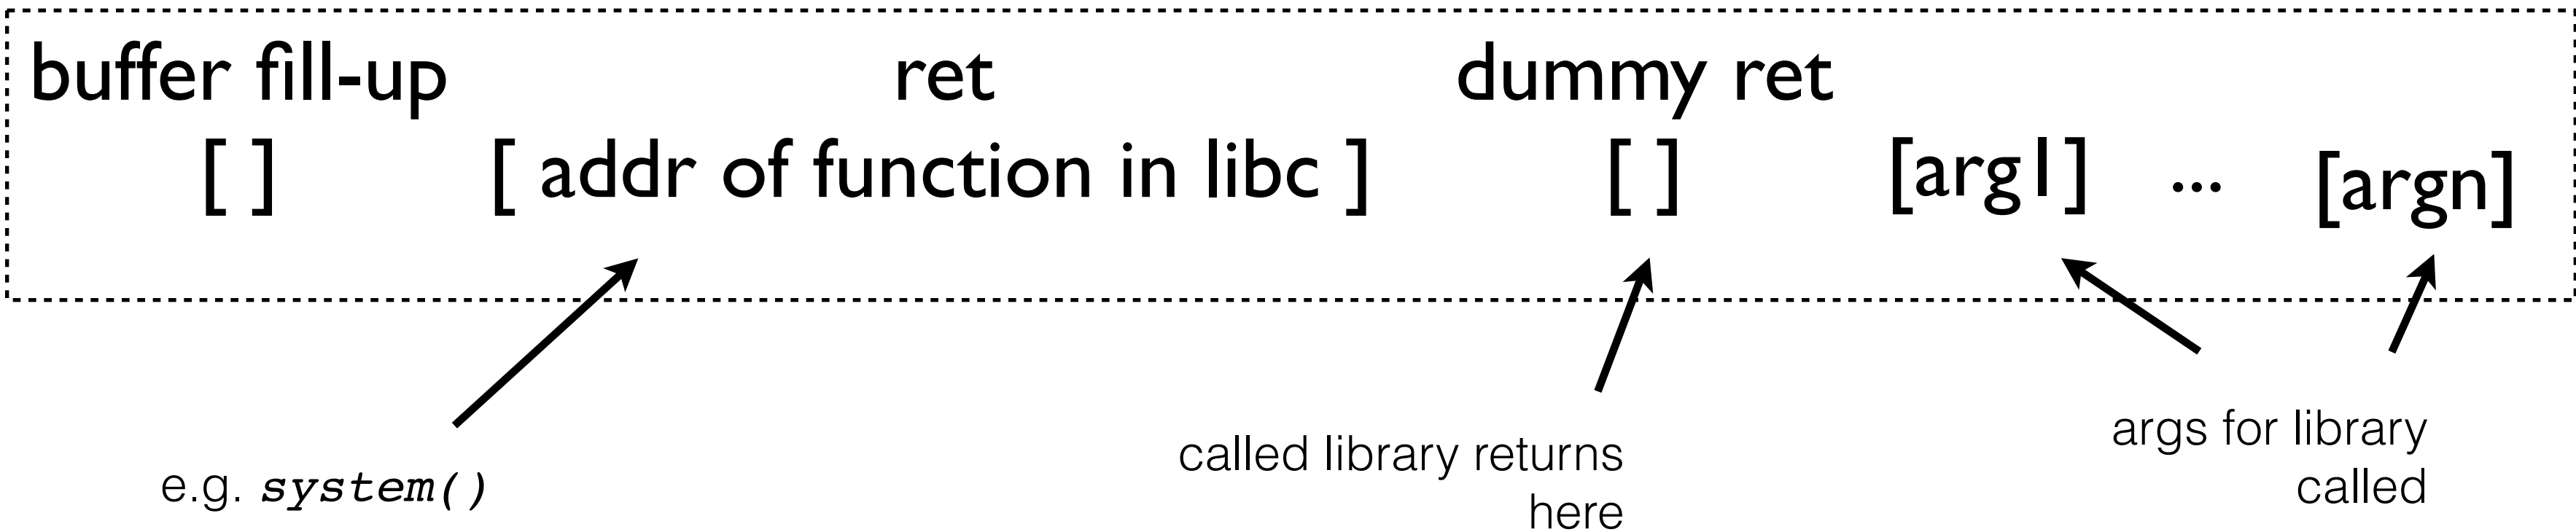 buffer fill-up ret dummy ret
[ ] [ addr of function in libc ] [ ] [arg1] ... [argn]
e.g. system()
called library returns
here
args for library
called